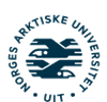 NORGES ARKTISKE UNIVERSITET
• UIT •